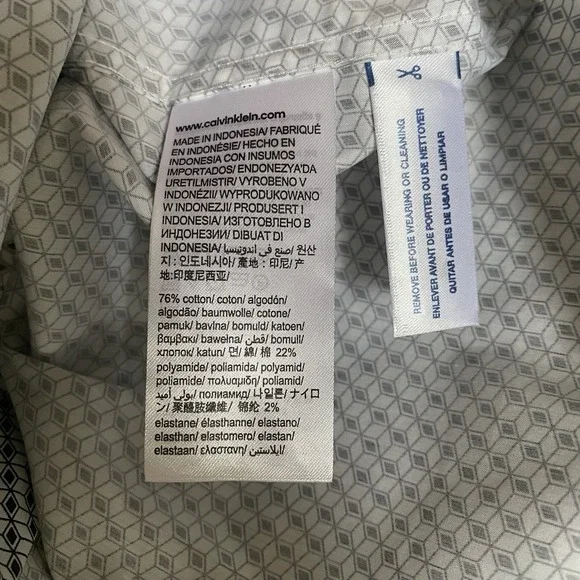 www.calvinklein.com
MADE IN INDONESIA/ FABRIQUÉ
EN INDONÉSIE/ HECHO EN
INDONESIA CON INSUMOS
IMPORTADOS/ ENDONEZYA'DA
URETILMISTIR/ VYROBENO V
INDONÉZII/ WYPRODUKOWANO
W INDONEZJI/ PRODUSERT I
INDONESIA/ ИЗГОТОВЛЕНО В
ИНДОНЕЗИИ/ DIBUAT DI
INDONESIA/ صنع في اندونيسيا/ 원산
지: 인도네시아/ 產地: 印尼/ 产
地:印度尼西亚/
76% cotton/ coton/ algodón/
algodão/ baumwolle/ cotone/
pamuk/ bavlna/ bomuld/ katoen/
βαμβακι/ bawełna/ قطن/ bomull/
хлопок/ katun/ 면/ 綿/ 棉 22%
polyamide/ poliamida/ polyamid/
poliamide/ πολυαμιδη/ poliamid/
بولي أميد/ полиамид/ 나일론/ ナイロ
ン/ 聚醯胺纖維/ 锦纶 2%
elastane/ élasthanne/ elastano/
elasthan/ elastomero/ elastan/
elastaan/ ελαστανη/ ايلاستين/
REMOVE BEFORE WEARING OR CLEANING
ENLEVER AVANT DE PORTER OU DE NETTOYER
QUITAR ANTES DE USAR O LIMPIAR